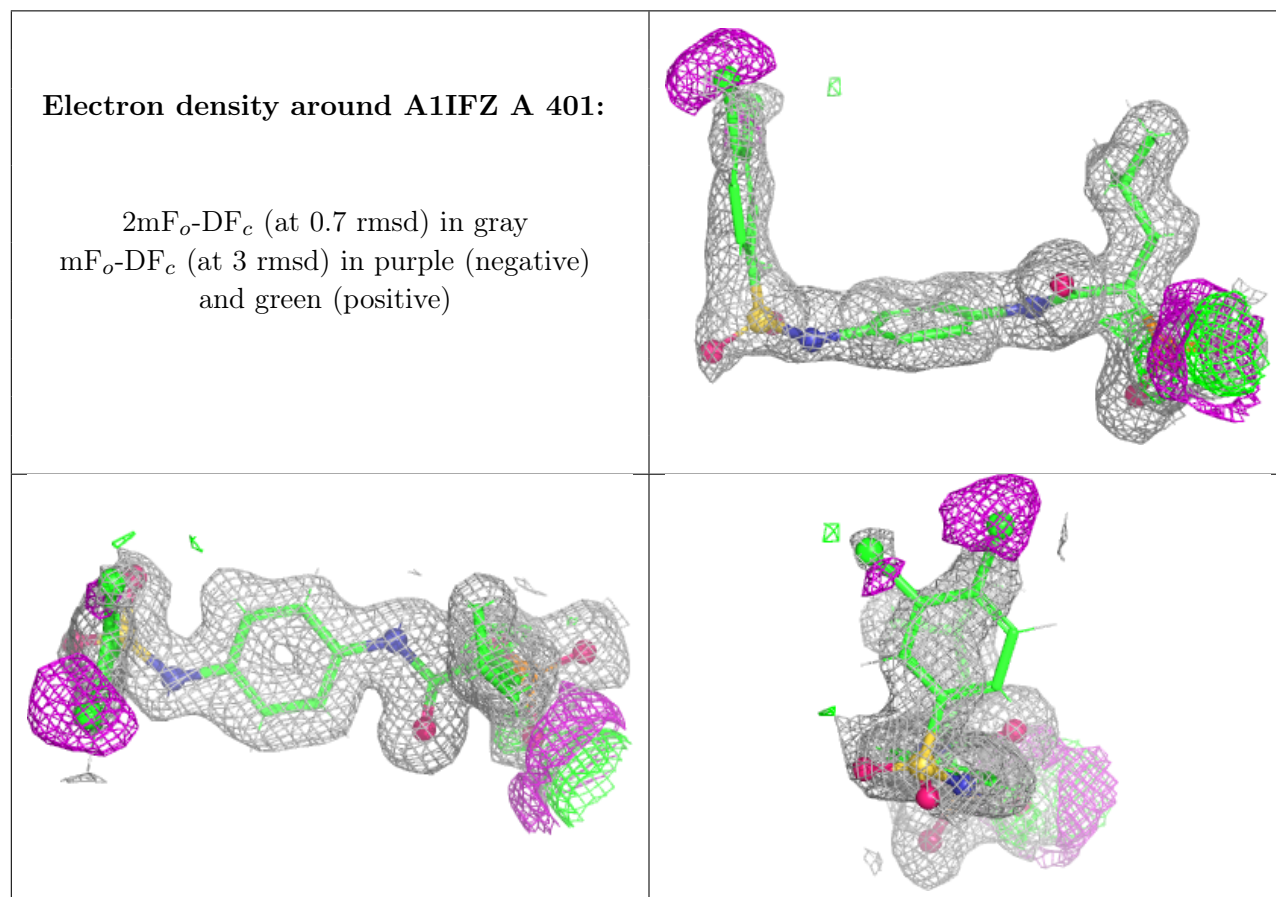 Electron density around A1IFZ A 401:
2mFo-DFc (at 0.7 rmsd) in gray
mFo-DFc (at 3 rmsd) in purple (negative)
and green (positive)